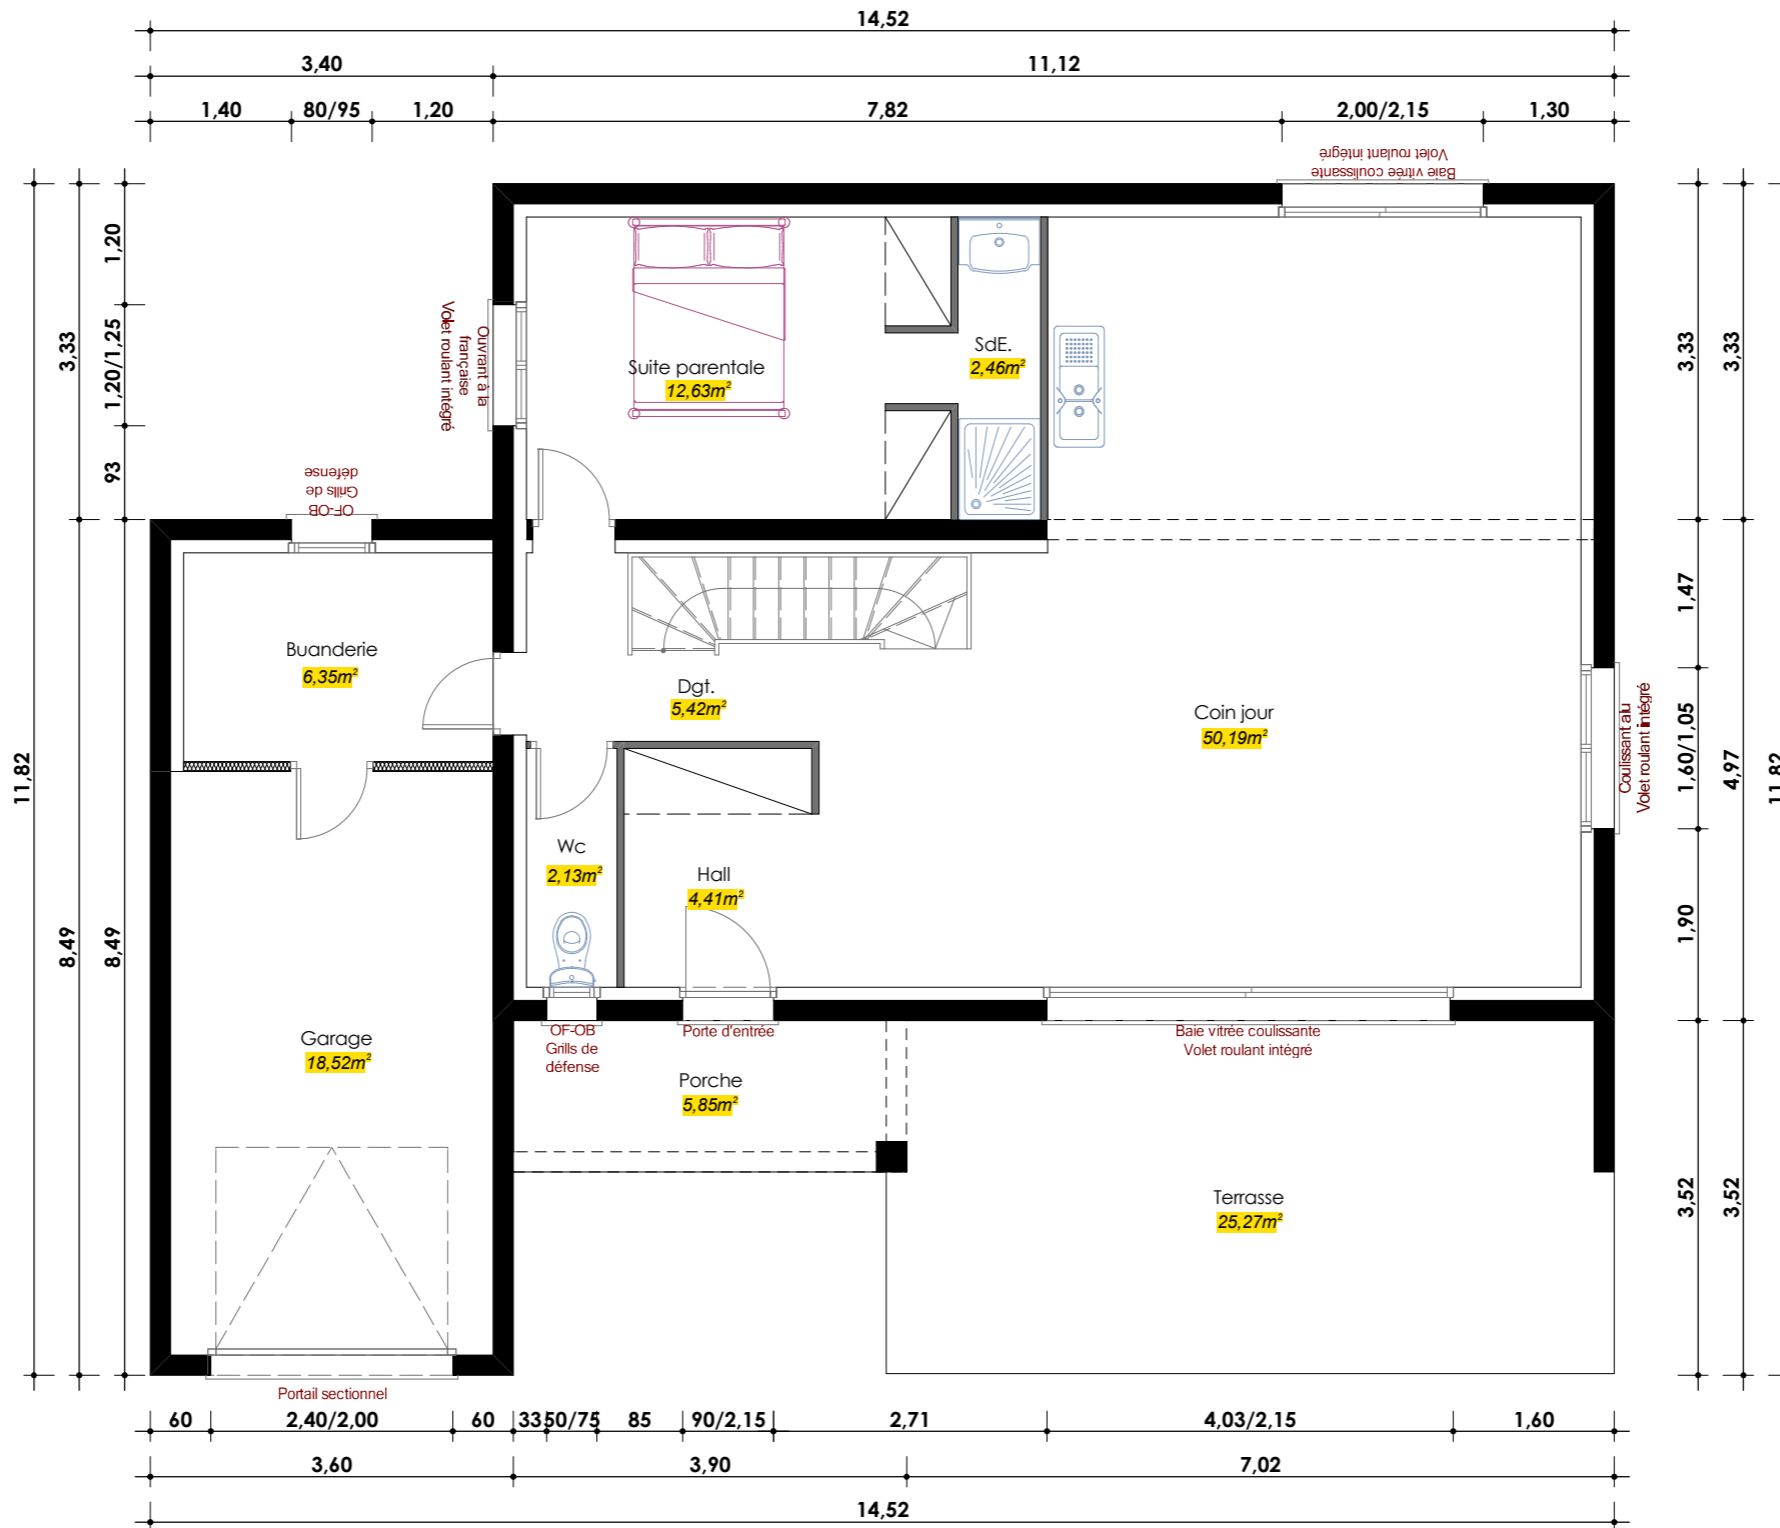 14,52
3,40
11,12
1,40
80/95
1,20
7,82
2,00/2,15
1,30
Baie vitrée coulissante
Volet roulant intégré
11,82
3,33
8,49
1,20
1,20/1,25
93
8,49
Ouvrant à la
française
Volet roulant intégré
OF-OB
Grills de
défense
Suite parentale
12,63m²
SdE.
2,46m²
Buanderie
6,35m²
Dgt.
5,42m²
Coin jour
50,19m²
Wc
2,13m²
Hall
4,41m²
Coulissant alu
Volet roulant intégré
3,33
1,47
1,60/1,05
1,90
3,52
3,33
4,97
3,52
11,82
OF-OB
Grills de
défense
Porte d'entrée
Baie vitrée coulissante
Volet roulant intégré
Garage
18,52m²
Porche
5,85m²
Terrasse
25,27m²
Portail sectionnel
60
2,40/2,00
60
33
50/75
85
90/2,15
2,71
4,03/2,15
1,60
3,60
3,90
7,02
14,52